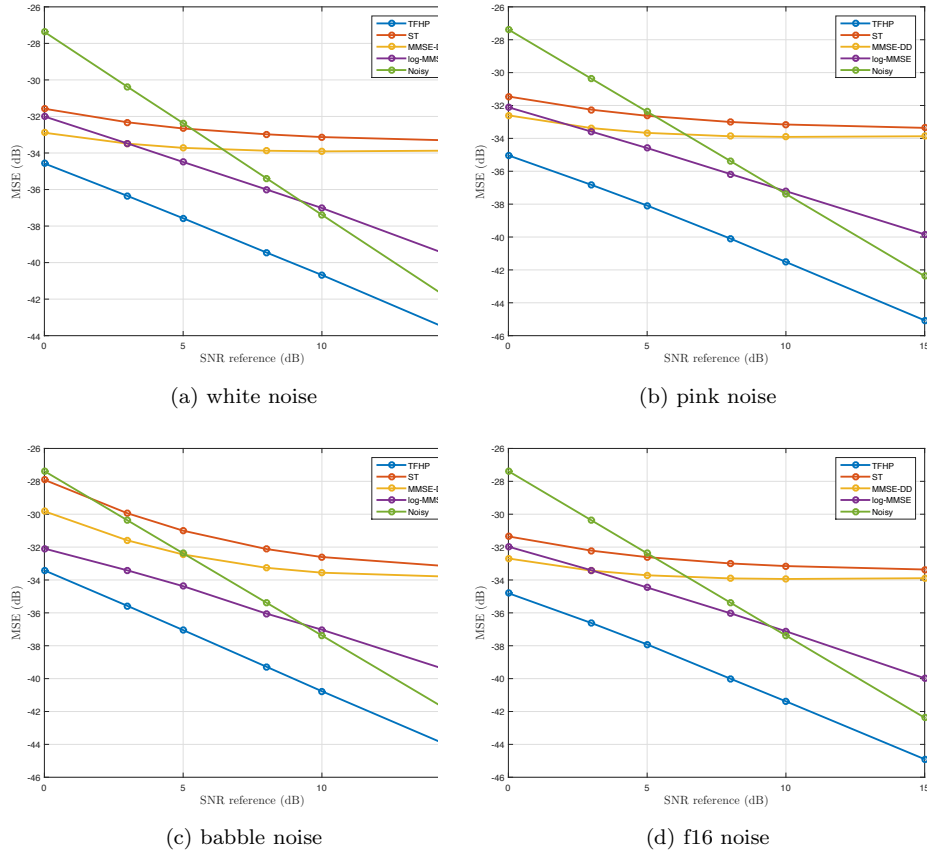 -26
-28
-30
-32
-34
-36
-38
-40
-42
-44
MSE (dB)
0
5
10
SNR reference (dB)
TFHP
ST
MMSE-D
log-MMSE
Noisy
(a) white noise
-26
-28
-30
-32
-34
-36
-38
-40
-42
-44
-46
MSE (dB)
0
5
10
15
SNR reference (dB)
TFHP
ST
MMSE-DD
log-MMSE
Noisy
(b) pink noise
-26
-28
-30
-32
-34
-36
-38
-40
-42
-44
-46
MSE (dB)
0
5
10
SNR reference (dB)
TFHP
ST
MMSE-D
log-MMSE
Noisy
(c) babble noise
-26
-28
-30
-32
-34
-36
-38
-40
-42
-44
-46
MSE (dB)
0
5
10
15
SNR reference (dB)
TFHP
ST
MMSE-DD
log-MMSE
Noisy
(d) f16 noise